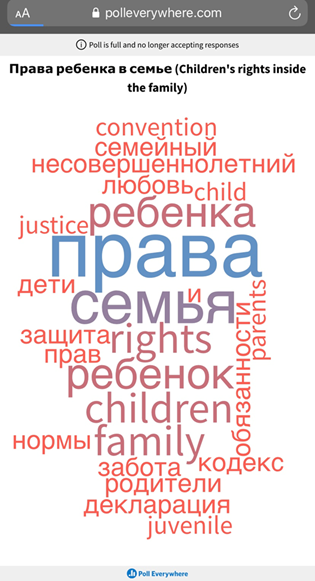 AA
polleverywhere.com
Poll is full and no longer accepting responses
Права ребенка в семье (Children's rights inside
the family)
convention
семейный
несовершеннолетний
любовь child
justice ребенка
права
дети
семья и
parents
обязанности
защита rights
прав
ребенок
children
нормы family
забота кодекс
родители
декларация
juvenile
Poll Everywhere